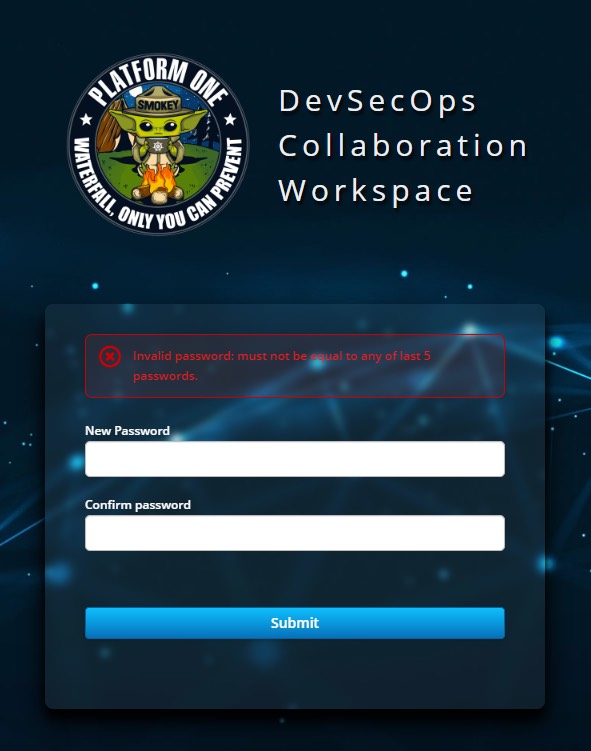 PLATFORM ONE
SMOKEY
WATERFALL, ONLY YOU CAN PREVENT
DevSecOps
Collaboration
Workspace
Invalid password: must not be equal to any of last 5
passwords.
New Password
Confirm password
Submit